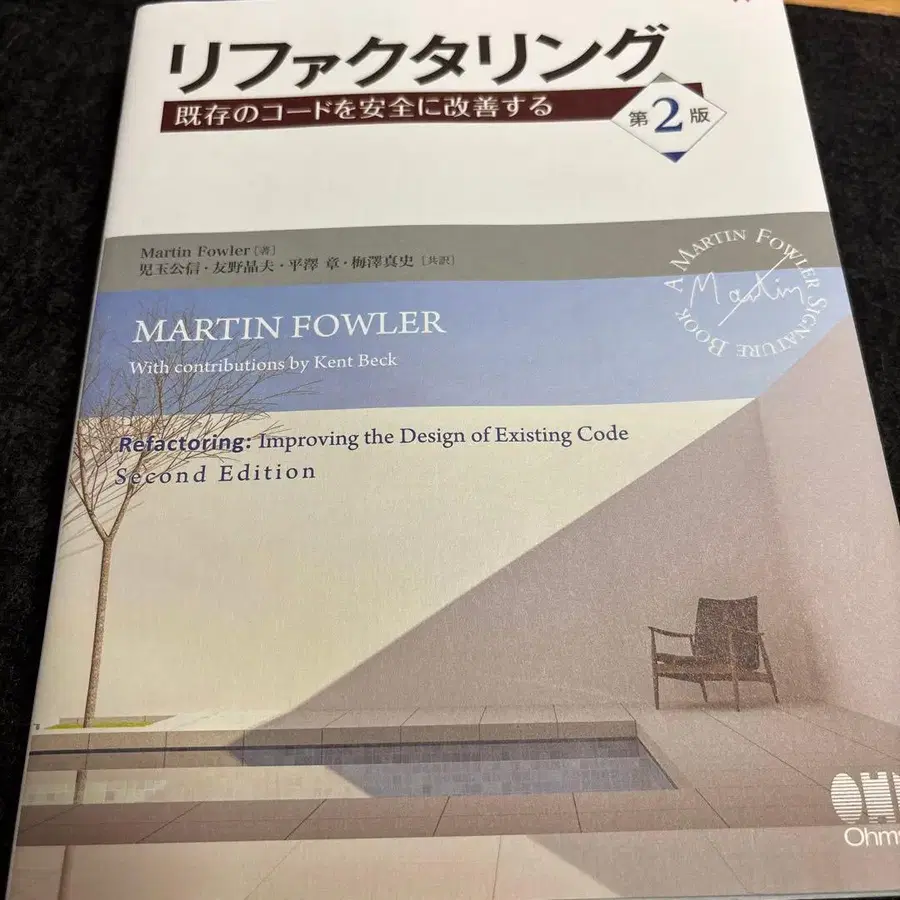 リファクタリング
既存のコードを安全に改善する
第2版
Martin Fowler [著]
児玉公信・友野晶夫・平澤 章・梅澤真史 [共訳]
A MARTIN FOWLER SIGNATURE BOOK
Martin
MARTIN FOWLER
With contributions by Kent Beck
Refactoring: Improving the Design of Existing Code
Second Edition
OHM
Ohms